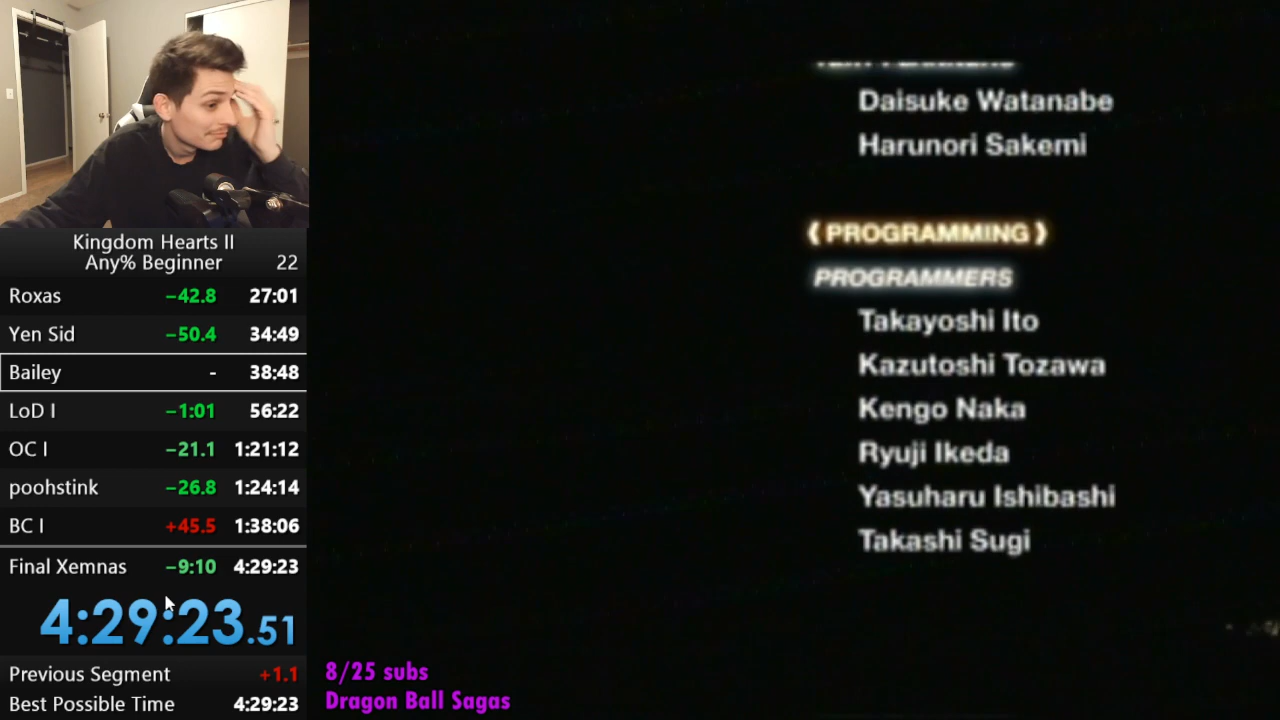 Kingdom Hearts II
Any% Beginner 22
Roxas -42.8 27:01
Yen Sid -50.4 34:49
Bailey - 38:48
LoD I -1:01 56:22
OC I -21.1 1:21:12
poohstink -26.8 1:24:14
BC I +45.5 1:38:06
Final Xemnas -9:10 4:29:23
4:29:23.51
Previous Segment +1.1
Best Possible Time 4:29:23
Daisuke Watanabe
Harunori Sakemi
( PROGRAMMING )
PROGRAMMERS
Takayoshi Ito
Kazutoshi Tozawa
Kengo Naka
Ryuji Ikeda
Yasuharu Ishibashi
Takashi Sugi
8/25 subs
Dragon Ball Sagas